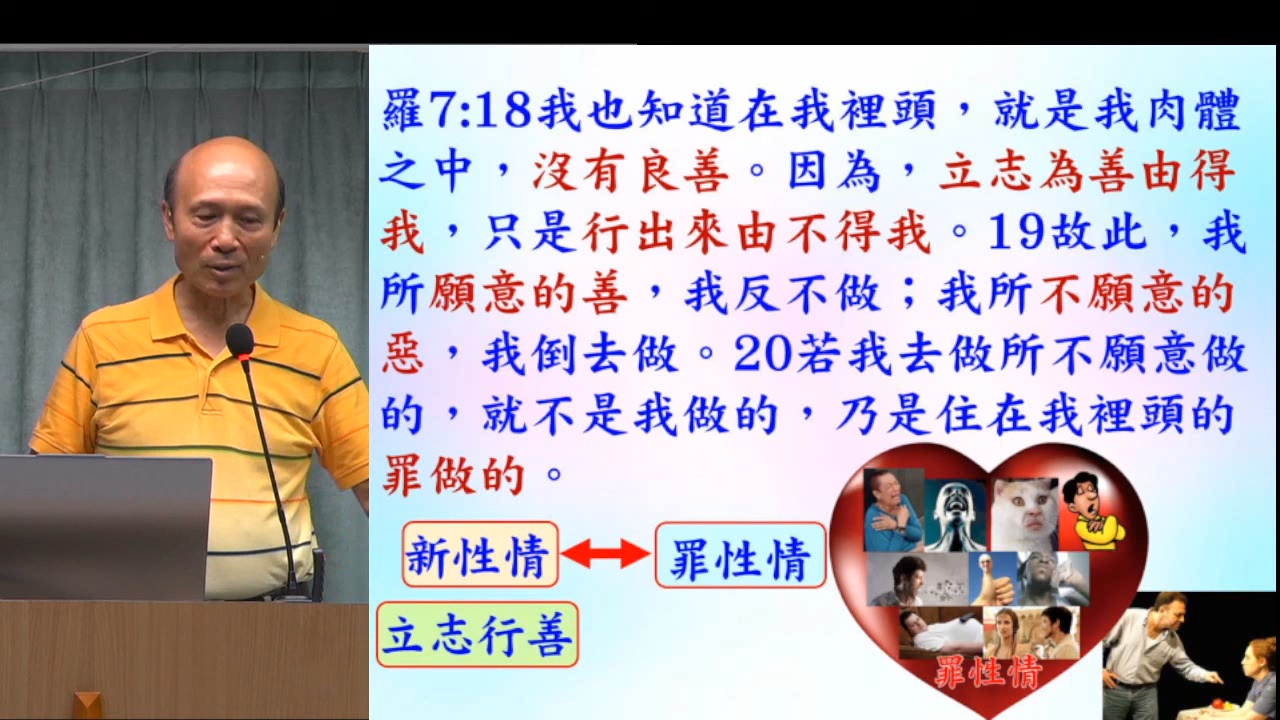 羅7:18我也知道在我裡頭，就是我肉體
之中，沒有良善。因為，立志為善由得
我，只是行出來由不得我。19故此，我
所願意的善，我反不做；我所不願意的
惡，我倒去做。20若我去做所不願意做
的，就不是我做的，乃是住在我裡頭的
罪做的。
新性情
罪性情
立志行善
罪性情